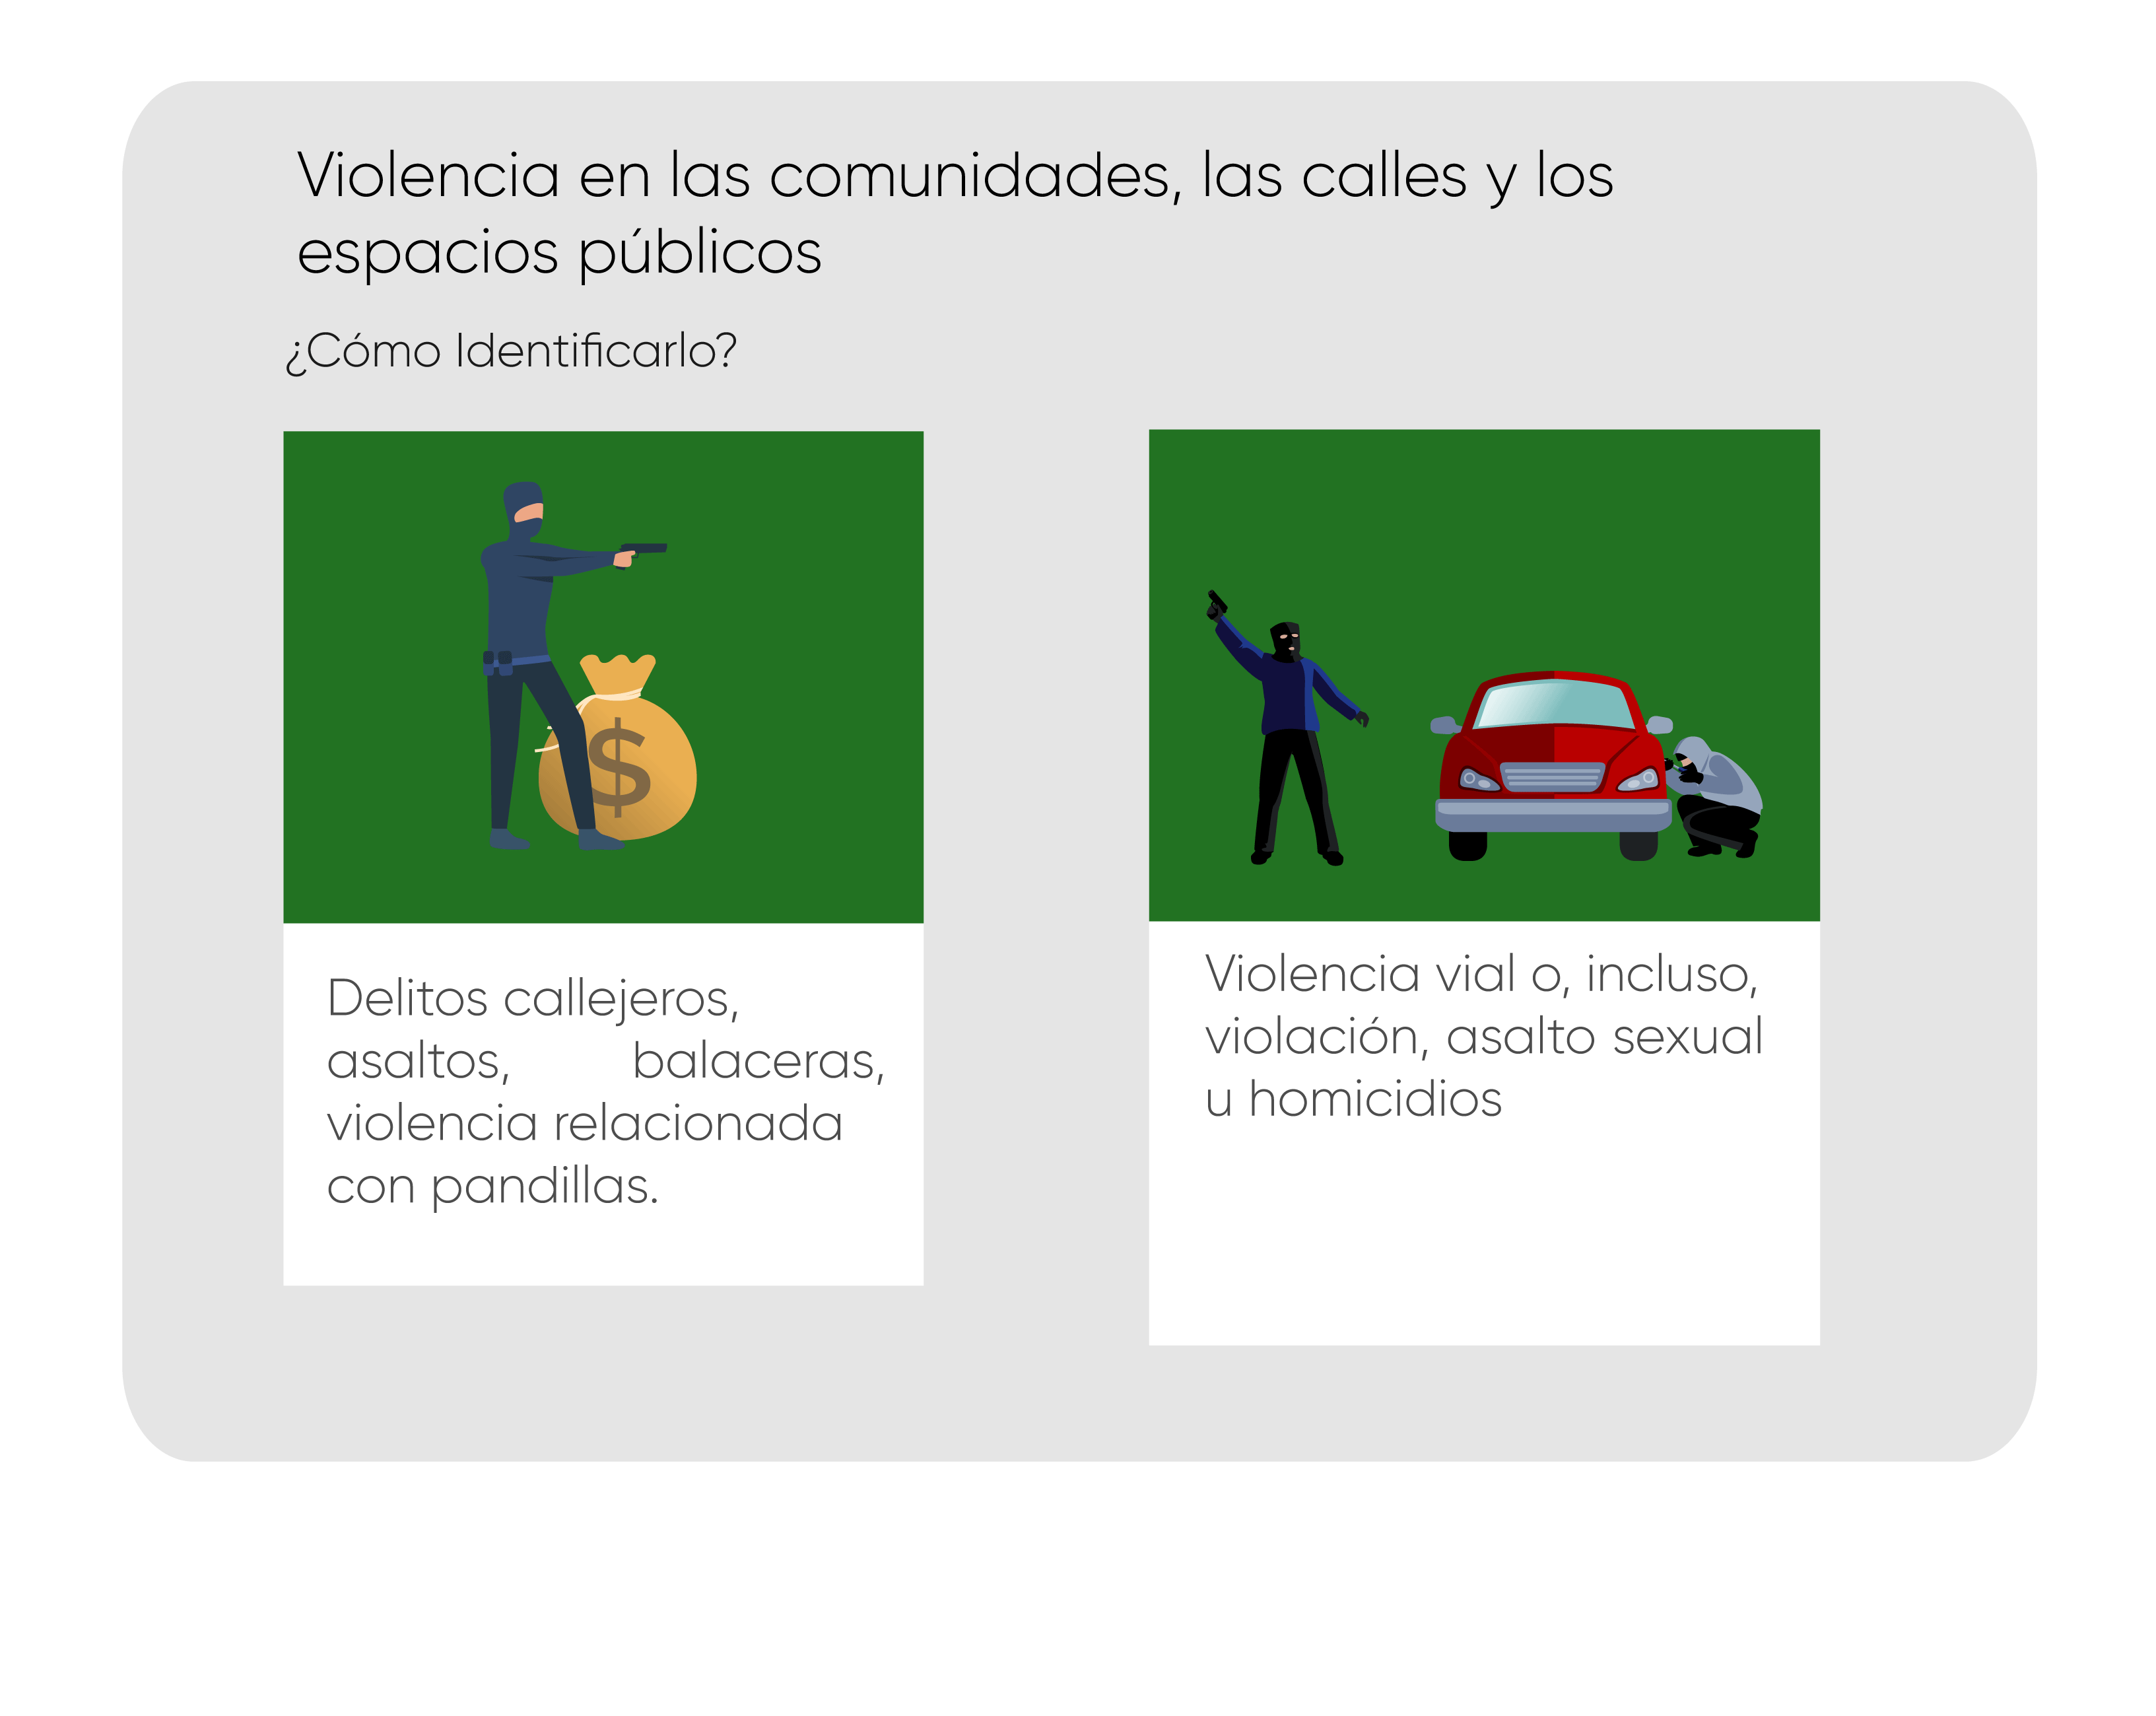 Violencia en las comunidades, las calles y los
espacios públicos
¿Cómo Identificarlo?
$
Delitos callejeros,
asaltos, balaceras,
violencia relacionada
con pandillas.
Violencia vial o, incluso,
violación, asalto sexual
u homicidios